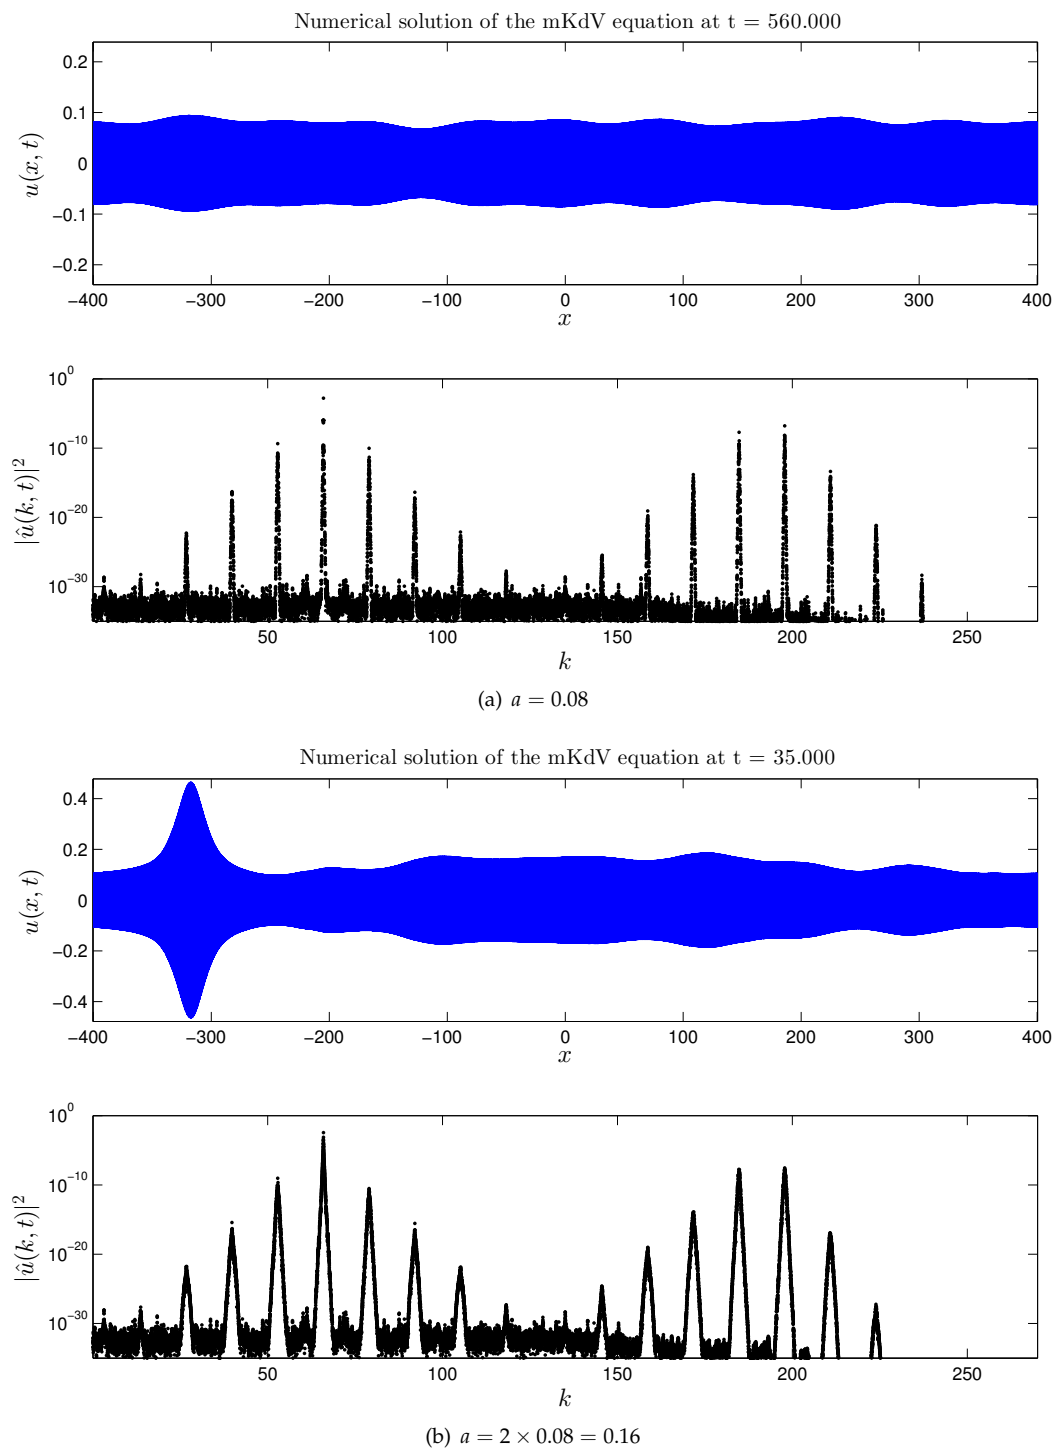 Numerical solution of the mKdV equation at t = 560.000
0.2
0.1
0
−0.1
−0.2
u(x, t)
−400 −300 −200 −100 0 100 200 300 400
x
10^0
10^−10
10^−20
10^−30
|û(k, t)|^2
50 100 150 200 250
k
(a) a = 0.08
Numerical solution of the mKdV equation at t = 35.000
0.4
0.2
0
−0.2
−0.4
u(x, t)
−400 −300 −200 −100 0 100 200 300 400
x
10^0
10^−10
10^−20
10^−30
|û(k, t)|^2
50 100 150 200 250
k
(b) a = 2 × 0.08 = 0.16